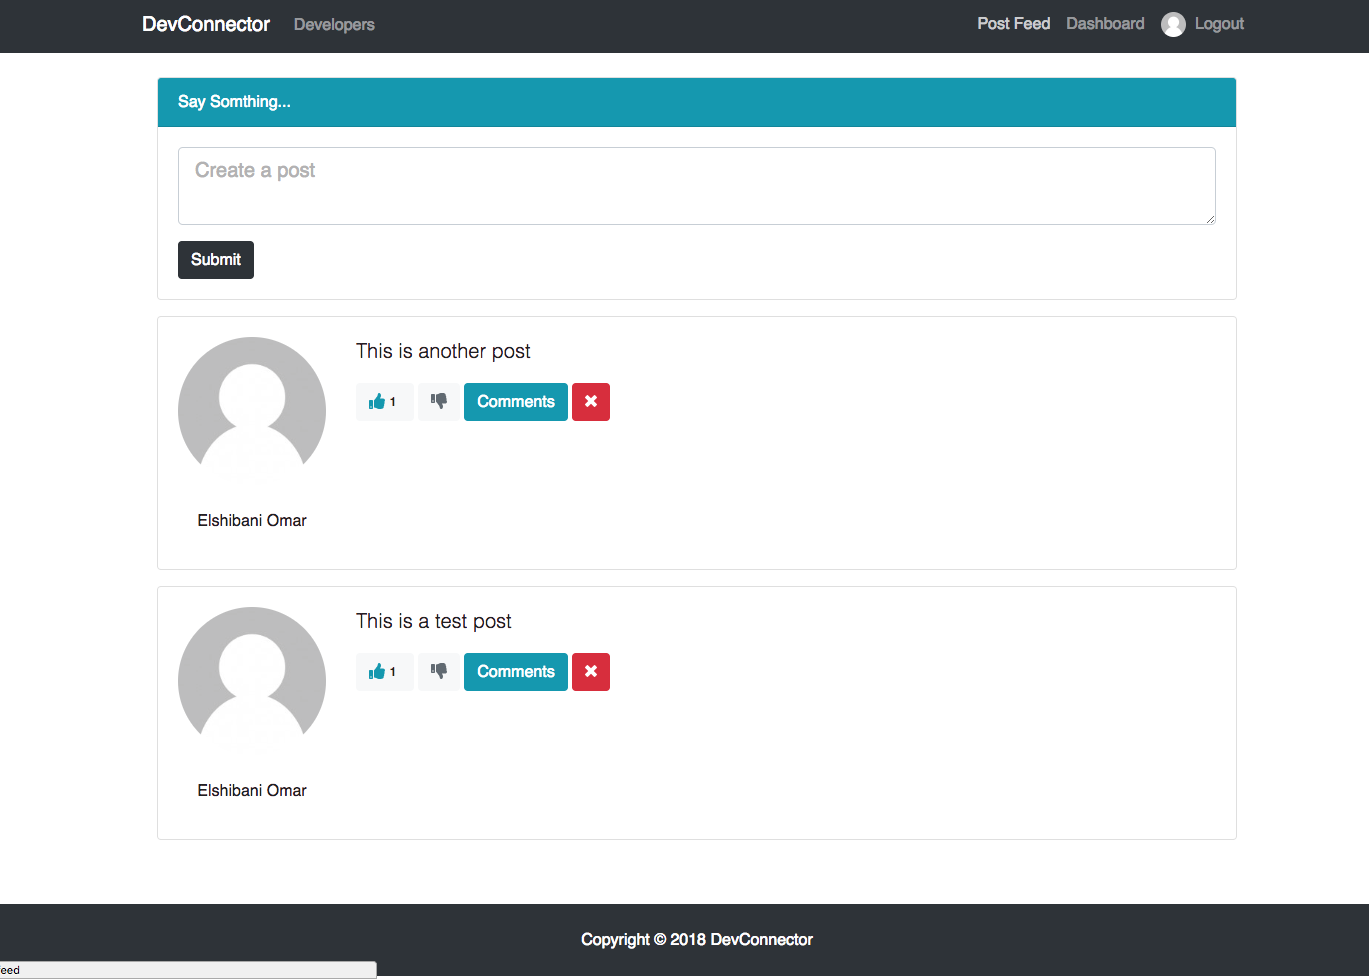 DevConnector Developers Post Feed Dashboard Logout
Say Somthing...
Create a post
Submit
This is another post
1 Comments
Elshibani Omar
This is a test post
1 Comments
Elshibani Omar
Copyright © 2018 DevConnector
eed